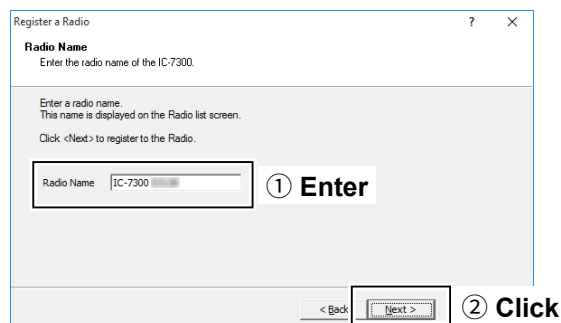 Register a Radio ? ×
Radio Name
Enter the radio name of the IC-7300.
Enter a radio name.
This name is displayed on the Radio list screen.
Click <Next> to register to the Radio.
Radio Name IC-7300
① Enter
< Back Next >
② Click